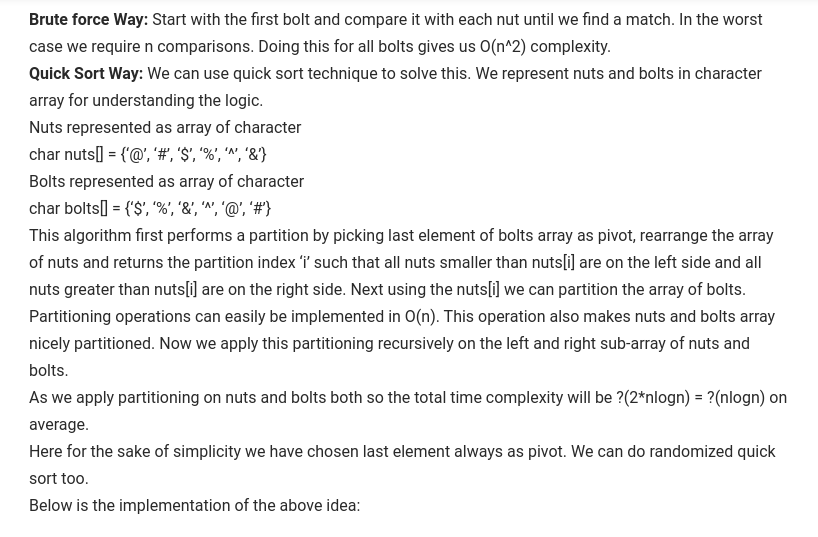 Brute force Way: Start with the first bolt and compare it with each nut until we find a match. In the worst
case we require n comparisons. Doing this for all bolts gives us O(n^2) complexity.
Quick Sort Way: We can use quick sort technique to solve this. We represent nuts and bolts in character
array for understanding the logic.
Nuts represented as array of character
char nuts[] = {‘@’, ‘#’, ‘$’, ‘%’, ‘^’, ‘&’}
Bolts represented as array of character
char bolts[] = {‘$’, ‘%’, ‘&’, ‘^’, ‘@’, ‘#’}
This algorithm first performs a partition by picking last element of bolts array as pivot, rearrange the array
of nuts and returns the partition index ‘i’ such that all nuts smaller than nuts[i] are on the left side and all
nuts greater than nuts[i] are on the right side. Next using the nuts[i] we can partition the array of bolts.
Partitioning operations can easily be implemented in O(n). This operation also makes nuts and bolts array
nicely partitioned. Now we apply this partitioning recursively on the left and right sub-array of nuts and
bolts.
As we apply partitioning on nuts and bolts both so the total time complexity will be ?(2*nlogn) = ?(nlogn) on
average.
Here for the sake of simplicity we have chosen last element always as pivot. We can do randomized quick
sort too.
Below is the implementation of the above idea: